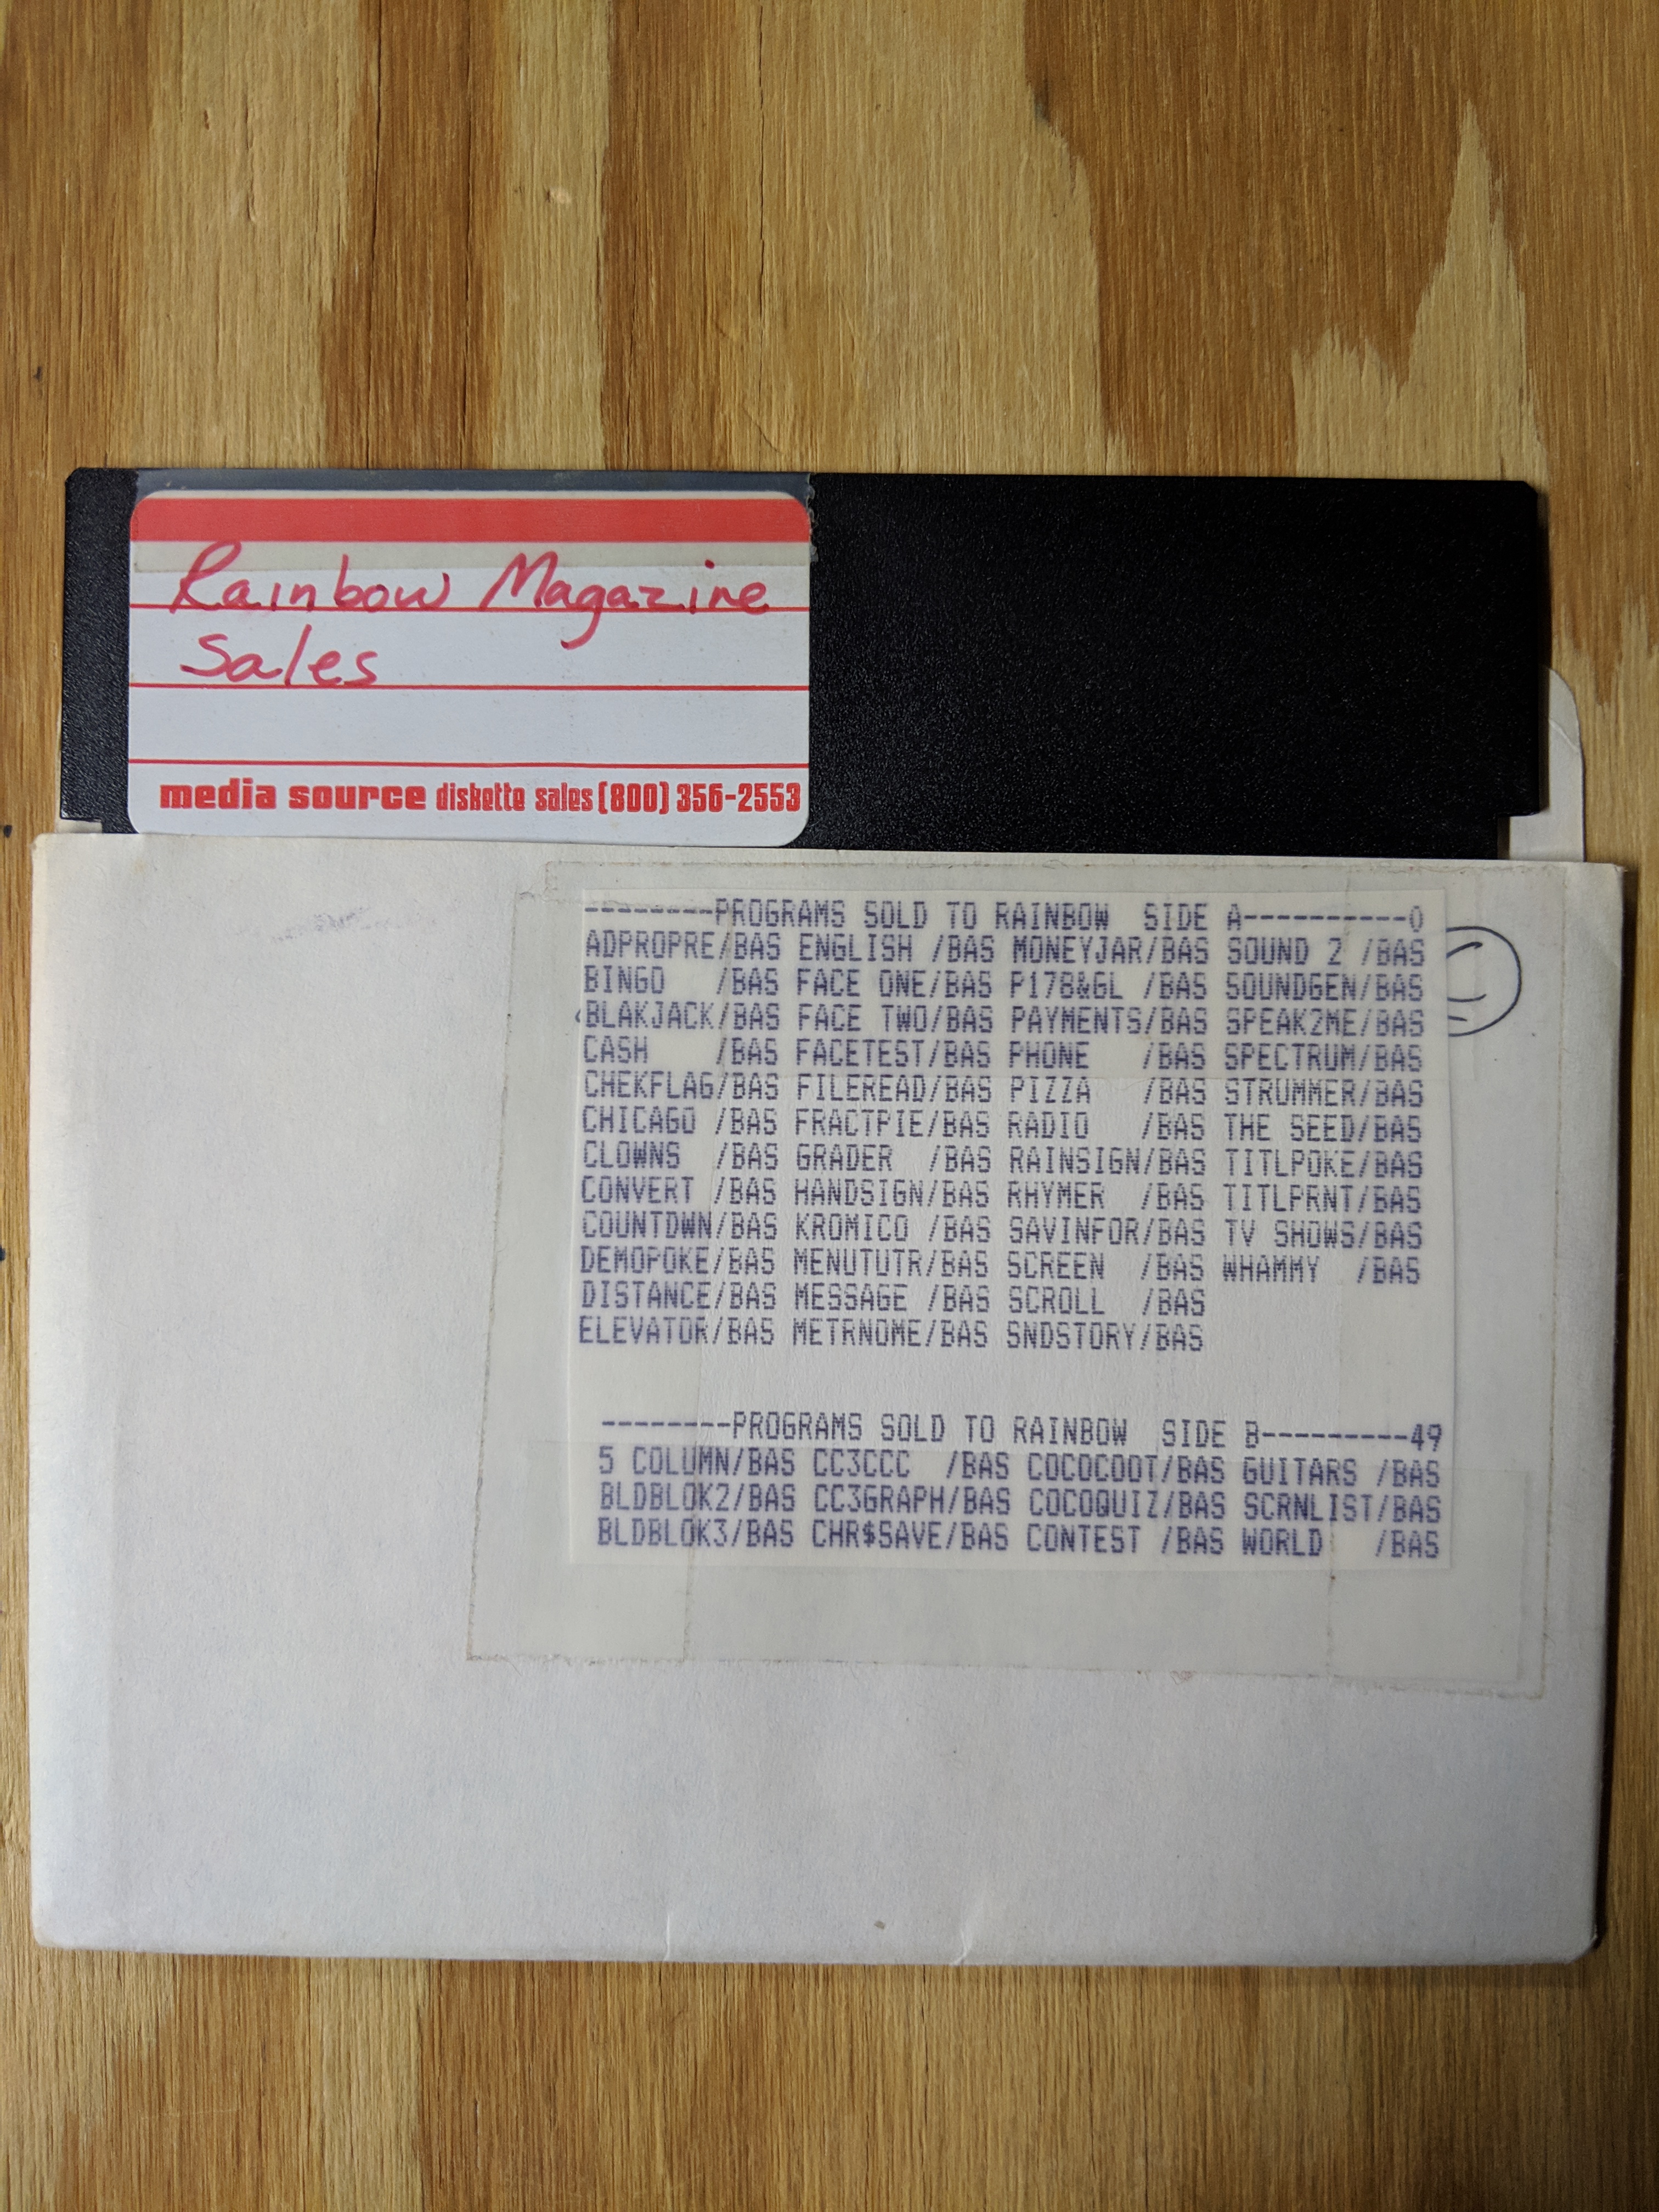 Rainbow Magazine
Sales
media source diskette sales (800) 356-2553
--------PROGRAMS SOLD TO RAINBOW  SIDE A----------0
ADPROPRE/BAS ENGLISH /BAS MONEYJAR/BAS SOUND 2 /BAS
BINGO   /BAS FACE ONE/BAS P178&GL /BAS SOUNDGEN/BAS
BLAKJACK/BAS FACE TWO/BAS PAYMENTS/BAS SPEAK2ME/BAS
CASH    /BAS FACETEST/BAS PHONE   /BAS SPECTRUM/BAS
CHEKFLAG/BAS FILEREAD/BAS PIZZA   /BAS STRUMMER/BAS
CHICAGO /BAS FRACTPIE/BAS RADIO   /BAS THE SEED/BAS
CLOWNS  /BAS GRADER  /BAS RAINSIGN/BAS TITLPOKE/BAS
CONVERT /BAS HANDSIGN/BAS RHYMER  /BAS TITLPRNT/BAS
COUNTDWN/BAS KROMICO /BAS SAVINFOR/BAS TV SHOWS/BAS
DEMOPOKE/BAS MENUTUTR/BAS SCREEN  /BAS WHAMMY  /BAS
DISTANCE/BAS MESSAGE /BAS SCROLL  /BAS
ELEVATOR/BAS METRNOME/BAS SNDSTORY/BAS
--------PROGRAMS SOLD TO RAINBOW  SIDE B---------49
5 COLUMN/BAS CC3CCC  /BAS COCOCOOT/BAS GUITARS /BAS
BLDBLOK2/BAS CC3GRAPH/BAS COCOQUIZ/BAS SCRNLIST/BAS
BLDBLOK3/BAS CHR$SAVE/BAS CONTEST /BAS WORLD   /BAS